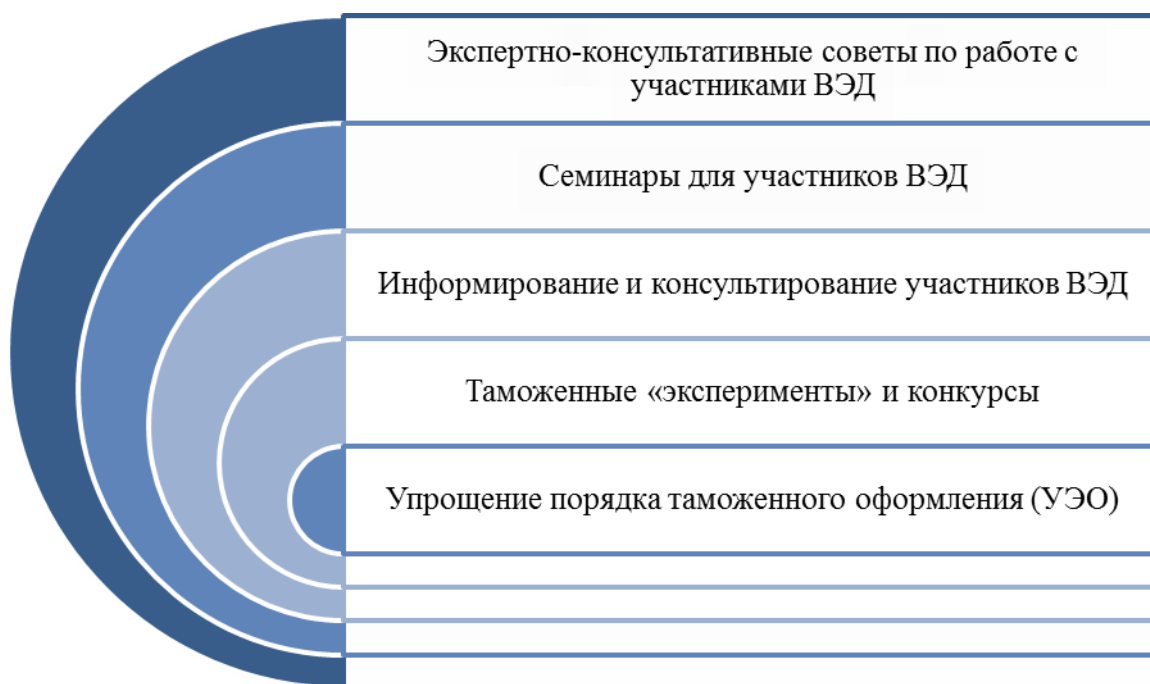 Экспертно-консультативные советы по работе с
участниками ВЭД
Семинары для участников ВЭД
Информирование и консультирование участников ВЭД
Таможенные «эксперименты» и конкурсы
Упрощение порядка таможенного оформления (УЭО)